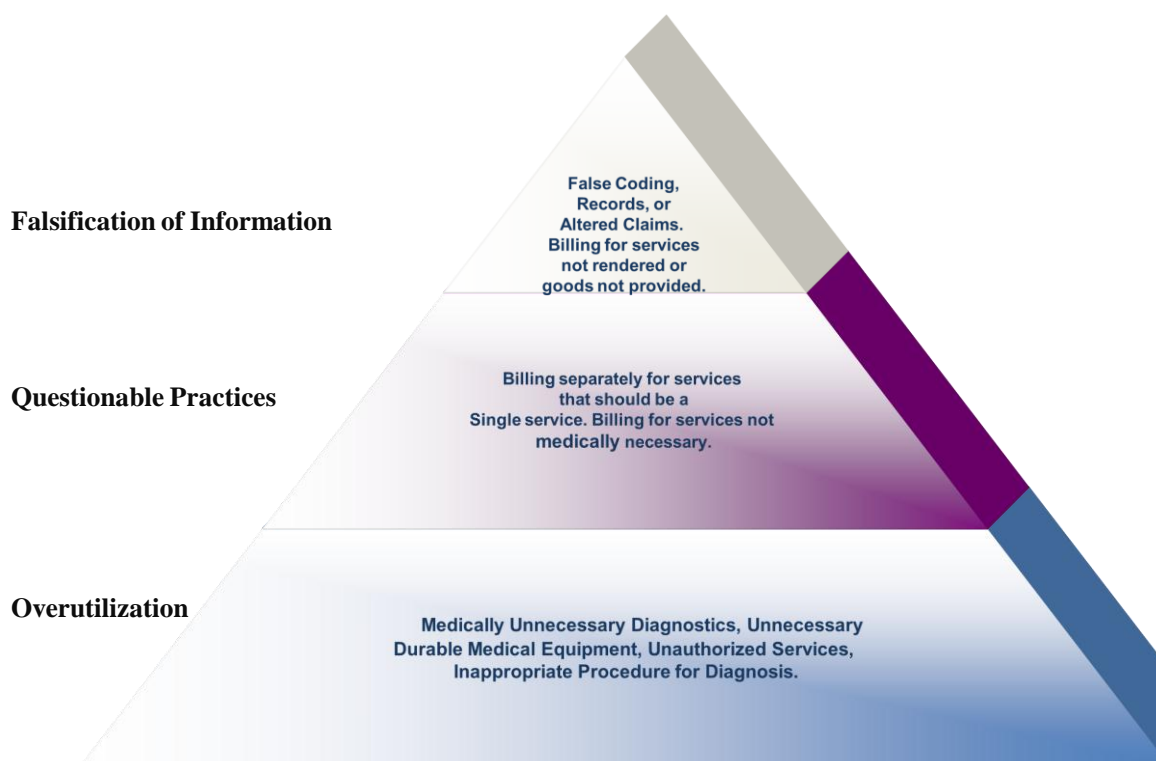 False Coding,
Records, or
Altered Claims.
Falsification of Information
Billing for services
not rendered or
goods not provided.
Billing separately for services
Questionable Practices
that should be a
Single service. Billing for services not
medically necessary.
Overutilization
Medically Unnecessary Diagnostics, Unnecessary
Durable Medical Equipment, Unauthorized Services,
Inappropriate Procedure for Diagnosis.